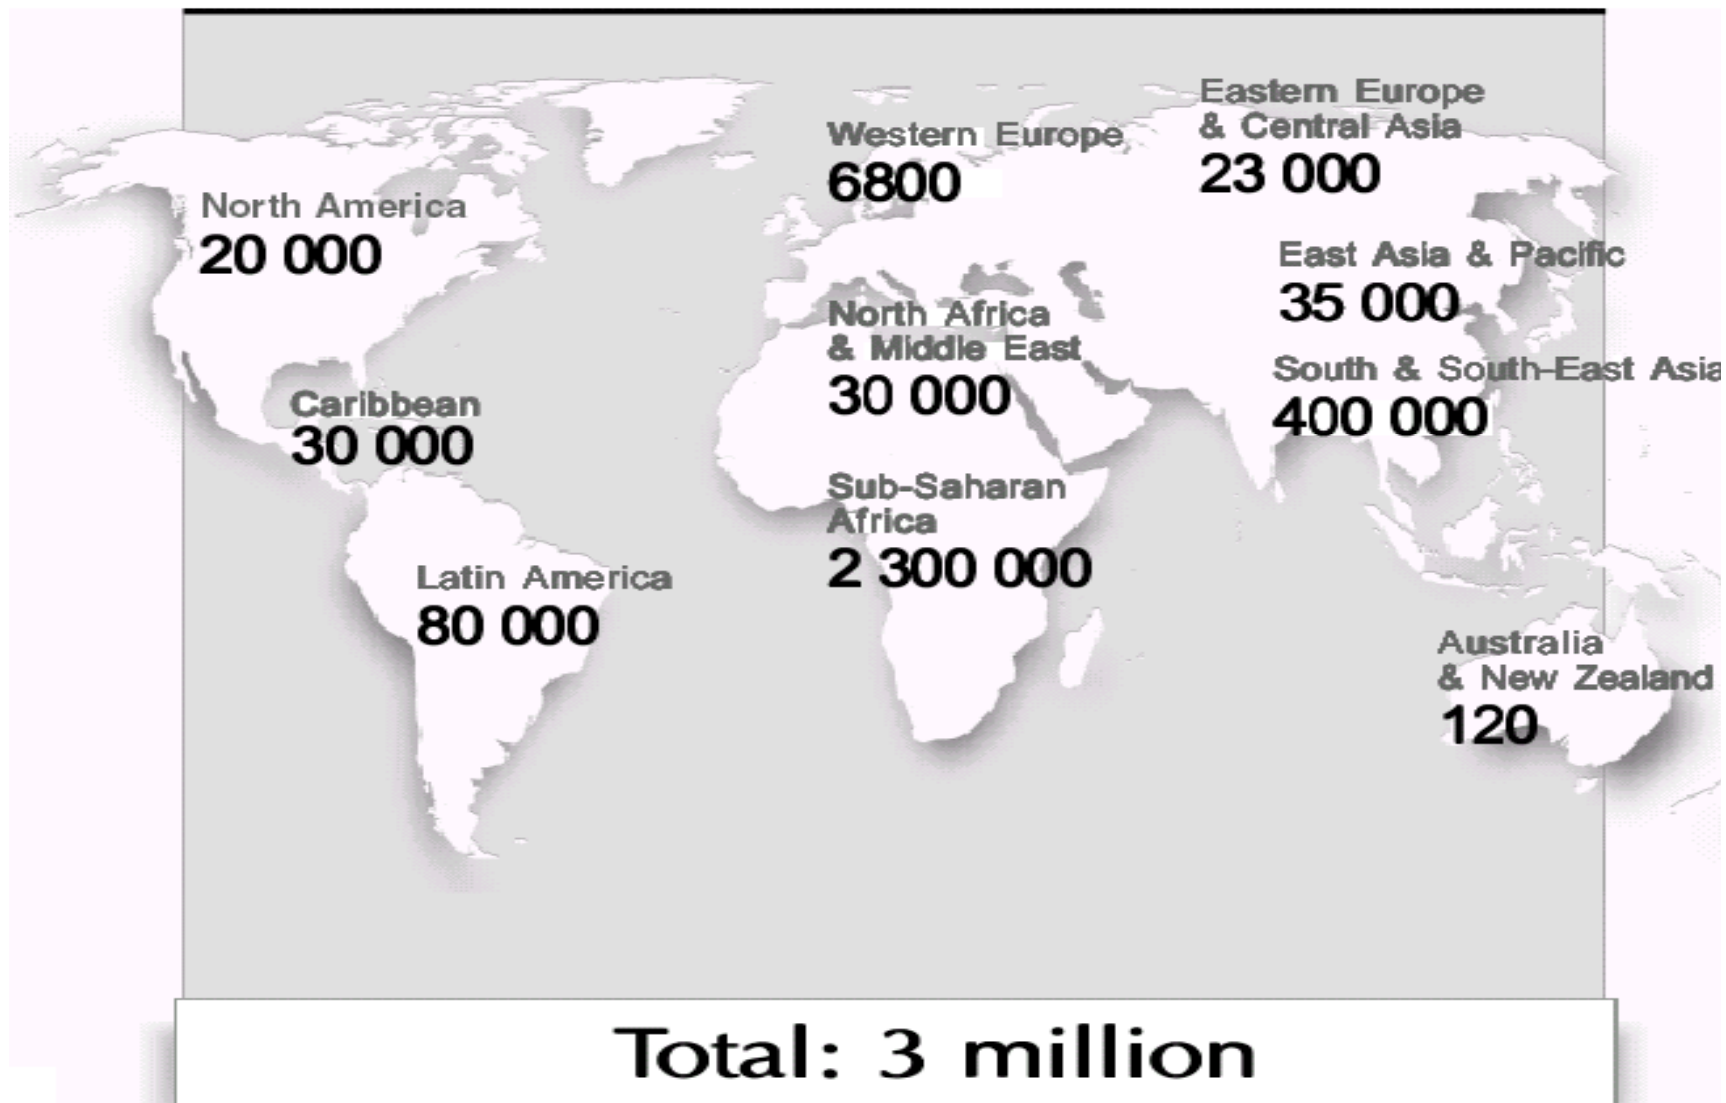 Eastern Europe
& Central Asia
23 000
Western Europe
6800
North America
20 000
East Asia & Pacific
35 000
North Africa
& Middle East
30 000
South & South-East Asia
400 000
Caribbean
30 000
Sub-Saharan
Africa
2 300 000
Latin America
80 000
Australia
& New Zealand
120
Total: 3 million